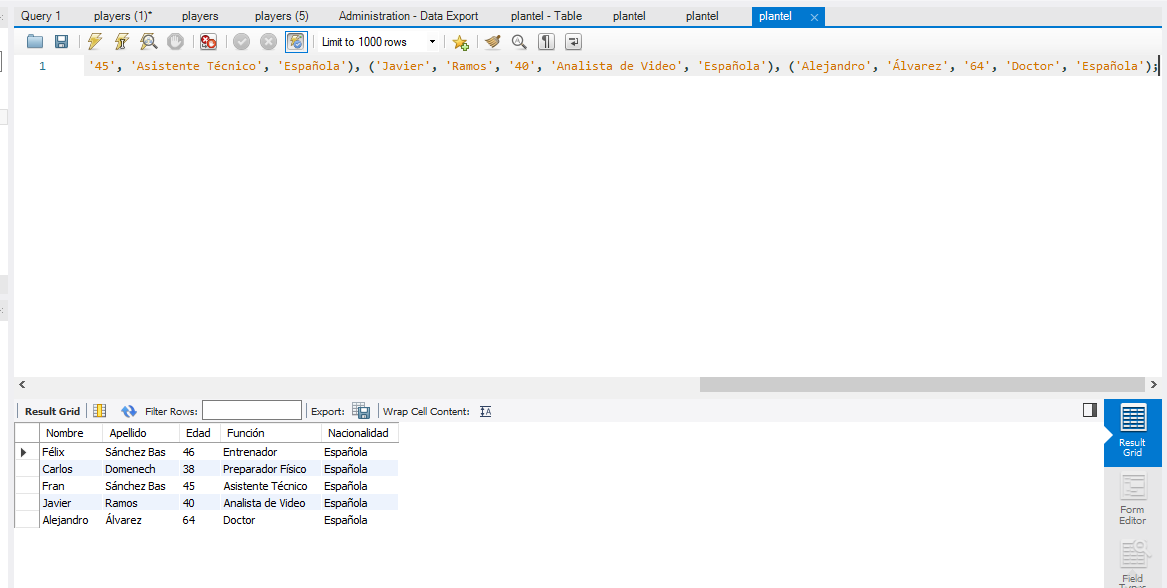 Query 1 players (1)* players players (5) Administration - Data Export plantel - Table plantel plantel plantel
Limit to 1000 rows
1 '45', 'Asistente Técnico', 'Española'), ('Javier', 'Ramos', '40', 'Analista de Video', 'Española'), ('Alejandro', 'Álvarez', '64', 'Doctor', 'Española');
Result Grid Filter Rows: Export: Wrap Cell Content:
Nombre Apellido Edad Función Nacionalidad
Félix Sánchez Bas 46 Entrenador Española
Carlos Domenech 38 Preparador Físico Española
Fran Sánchez Bas 45 Asistente Técnico Española
Javier Ramos 40 Analista de Video Española
Alejandro Álvarez 64 Doctor Española
Result
Grid
Form
Editor
Field
Types